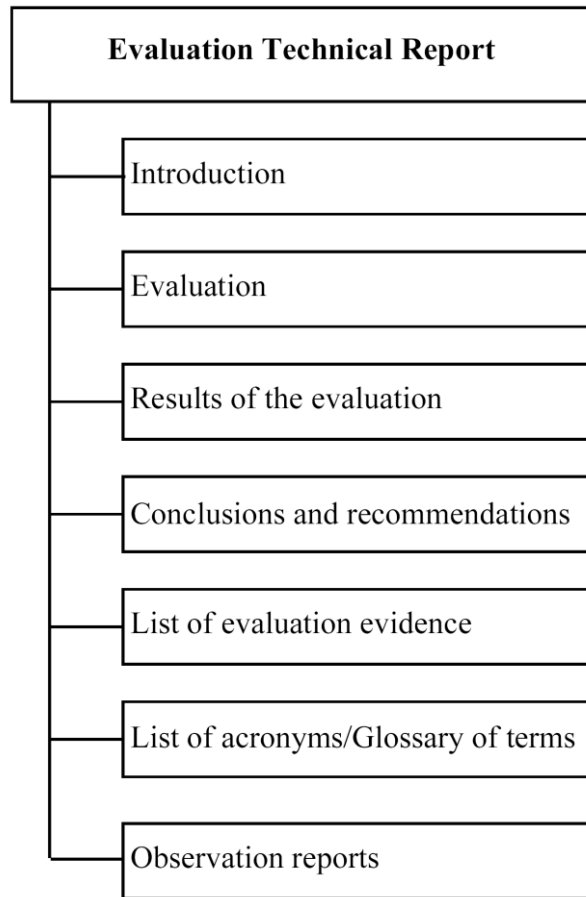 Evaluation Technical Report
Introduction
Evaluation
Results of the evaluation
Conclusions and recommendations
List of evaluation evidence
List of acronyms/Glossary of terms
Observation reports